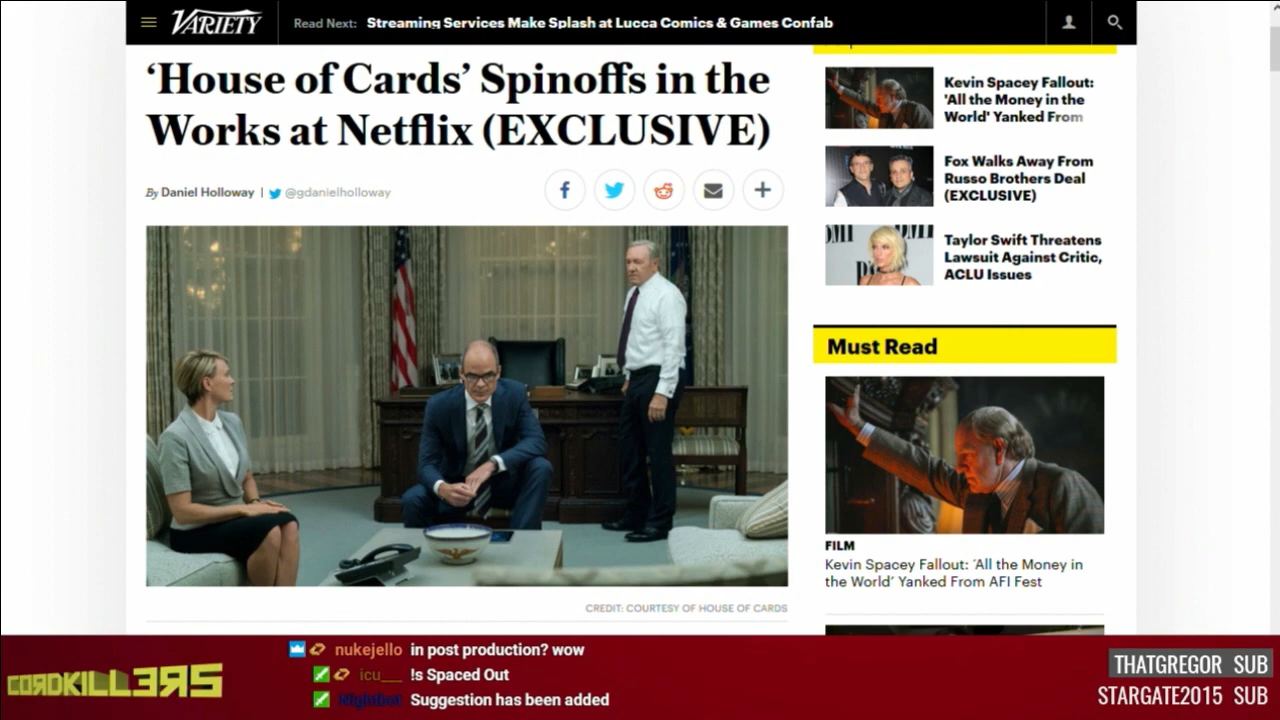 VARIETY
Read Next: Streaming Services Make Splash at Lucca Comics & Games Confab
‘House of Cards’ Spinoffs in the
Works at Netflix (EXCLUSIVE)
By Daniel Holloway | @gdanielholloway
CREDIT: COURTESY OF HOUSE OF CARDS
Kevin Spacey Fallout:
'All the Money in the
World' Yanked From
Fox Walks Away From
Russo Brothers Deal
(EXCLUSIVE)
Taylor Swift Threatens
Lawsuit Against Critic,
ACLU Issues
Must Read
FILM
Kevin Spacey Fallout: ‘All the Money in
the World’ Yanked From AFI Fest
CORDKILLERS
nukejello in post production? wow
icu___ !s Spaced Out
Nightbot Suggestion has been added
THATGREGOR SUB
STARGATE2015 SUB